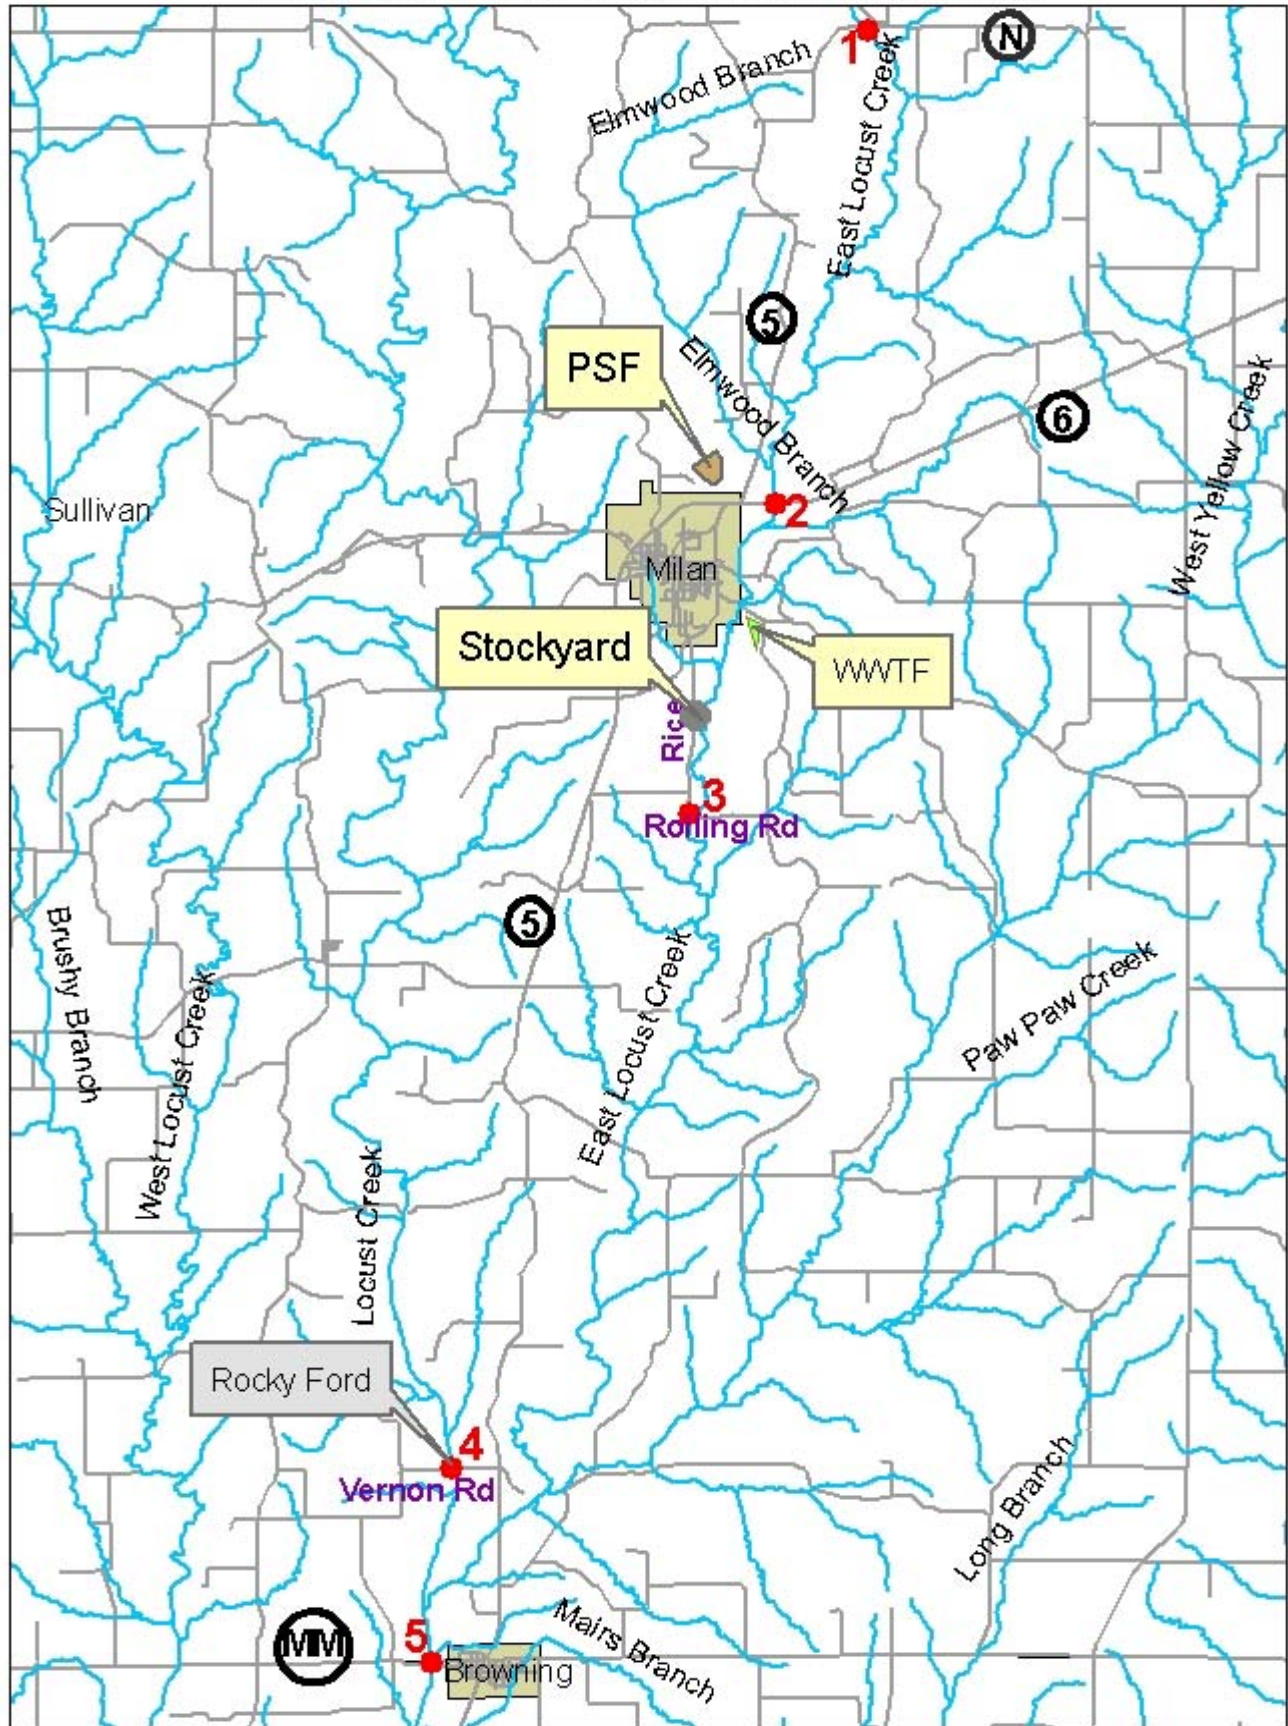 N
1
Elmwood Branch
East Locust Creek
5
PSF
Elmwood Branch
6
West Yellow Creek
Sullivan
2
Milan
Stockyard
WWTF
Rice
3
Rolling Rd
5
Brushy Branch
West Locust Creek
East Locust Creek
Paw Paw Creek
Locust Creek
Rocky Ford
4
Vernon Rd
Long Branch
MM
5
Browning
Mairs Branch